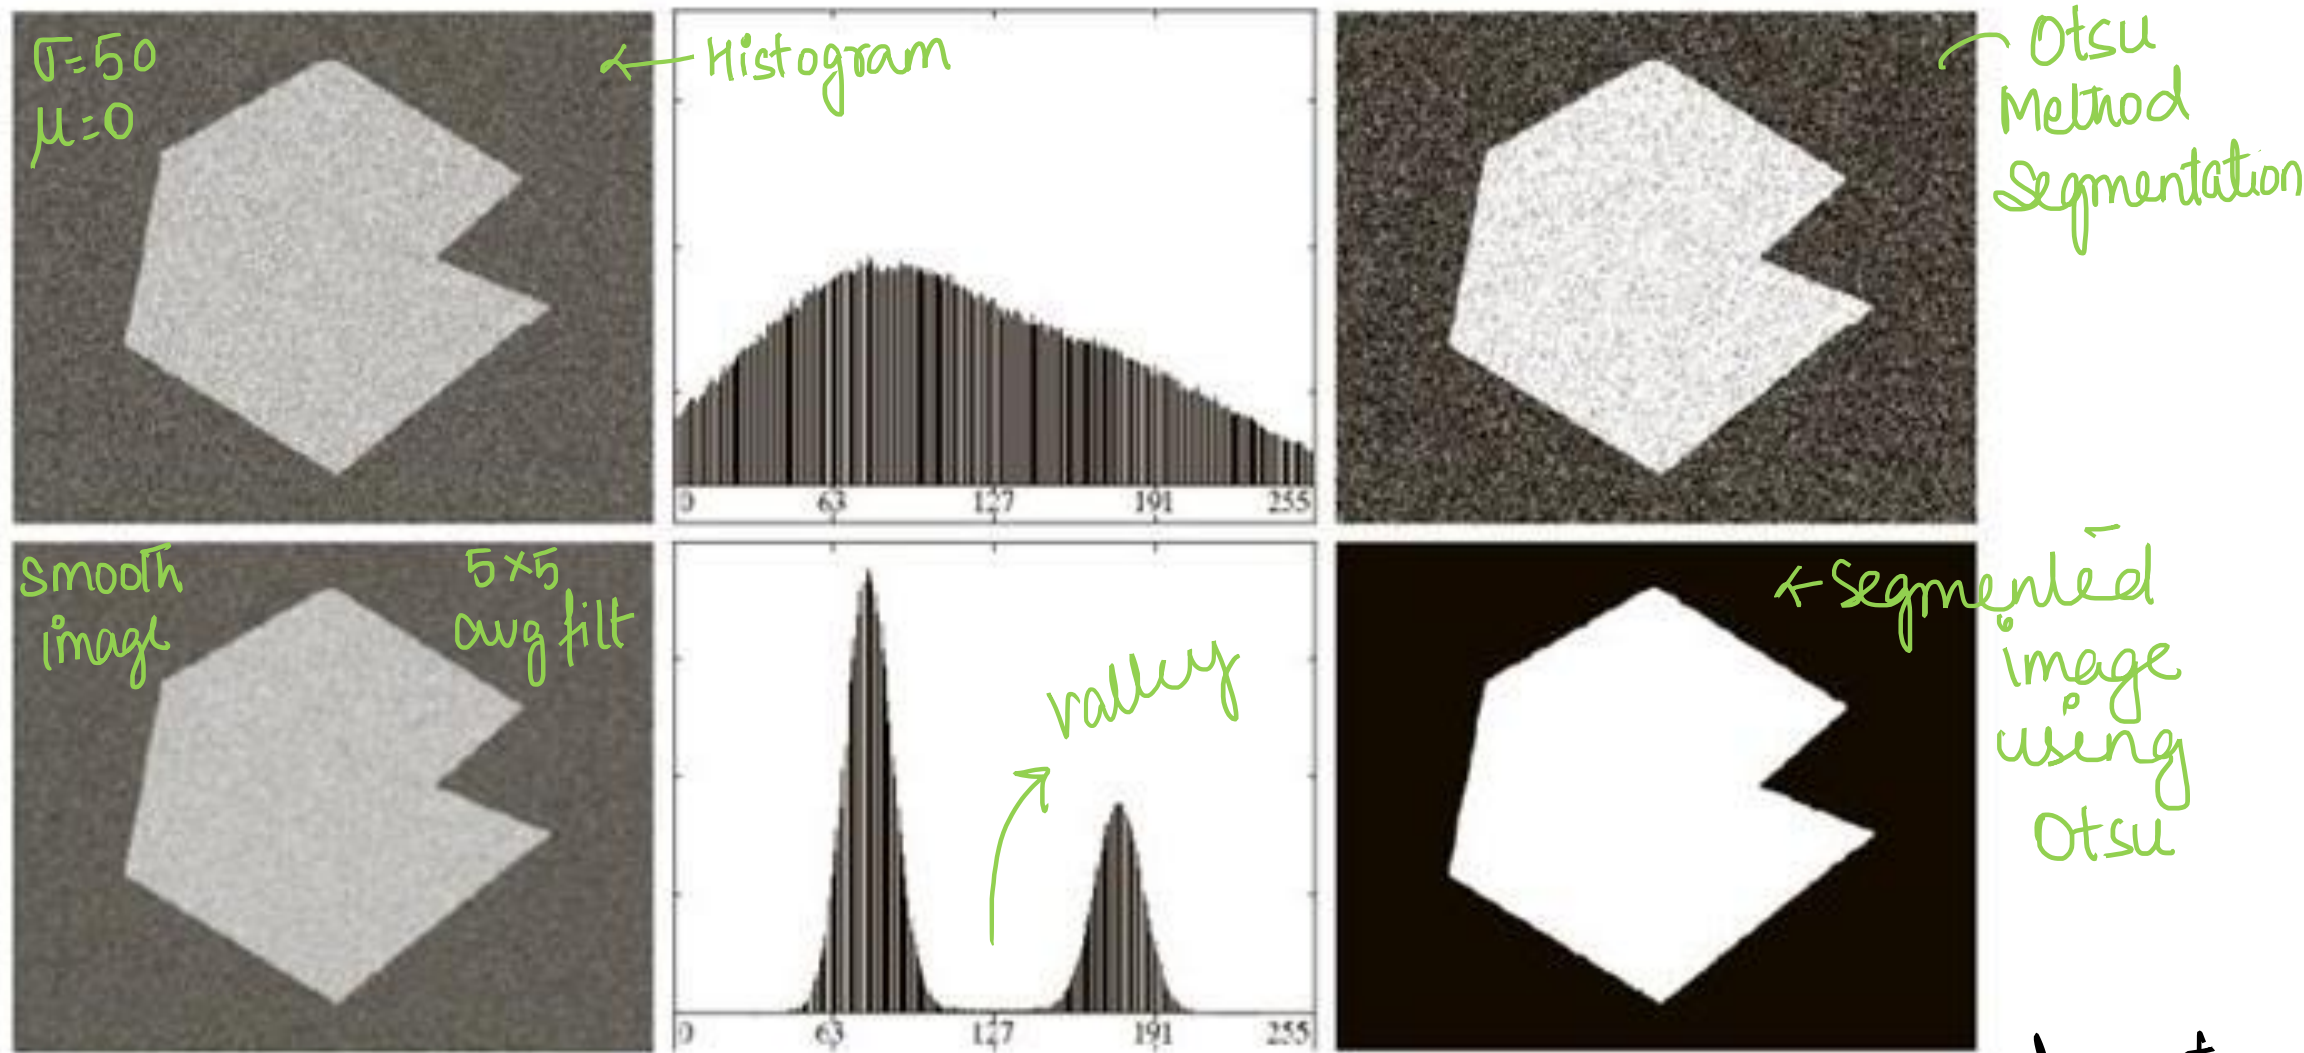 σ=50
μ=0
← Histogram
Otsu
Method
Segmentation
0 63 127 191 255
Smooth
image
5×5
avg filt
valley
← Segmented
image
using
Otsu
0 63 127 191 255